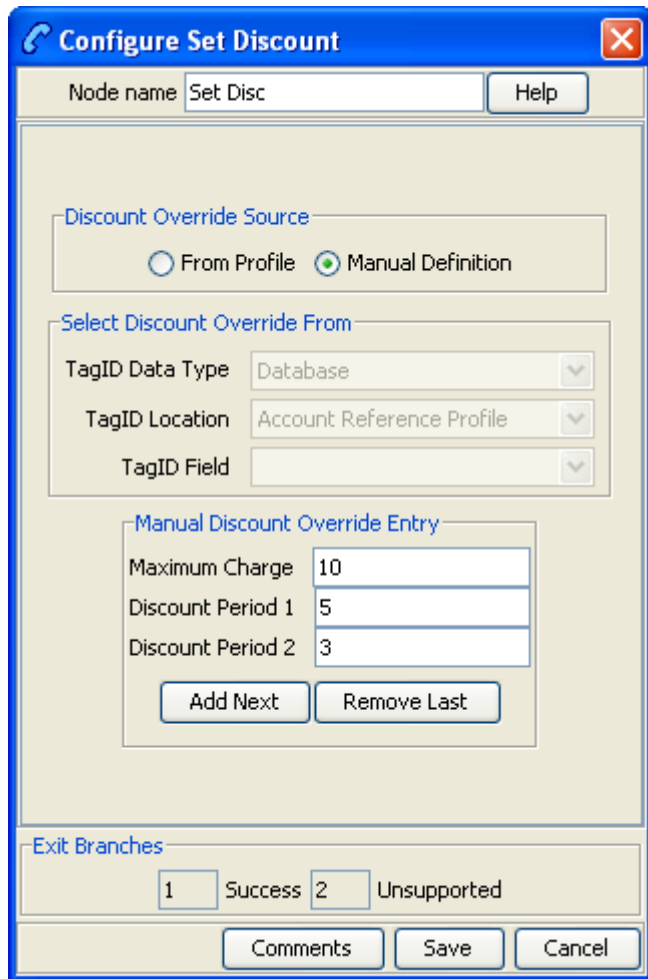 Configure Set Discount
Node name Set Disc Help
Discount Override Source
From Profile Manual Definition
Select Discount Override From
TagID Data Type Database
TagID Location Account Reference Profile
TagID Field
Manual Discount Override Entry
Maximum Charge 10
Discount Period 1 5
Discount Period 2 3
Add Next Remove Last
Exit Branches
1 Success 2 Unsupported
Comments Save Cancel